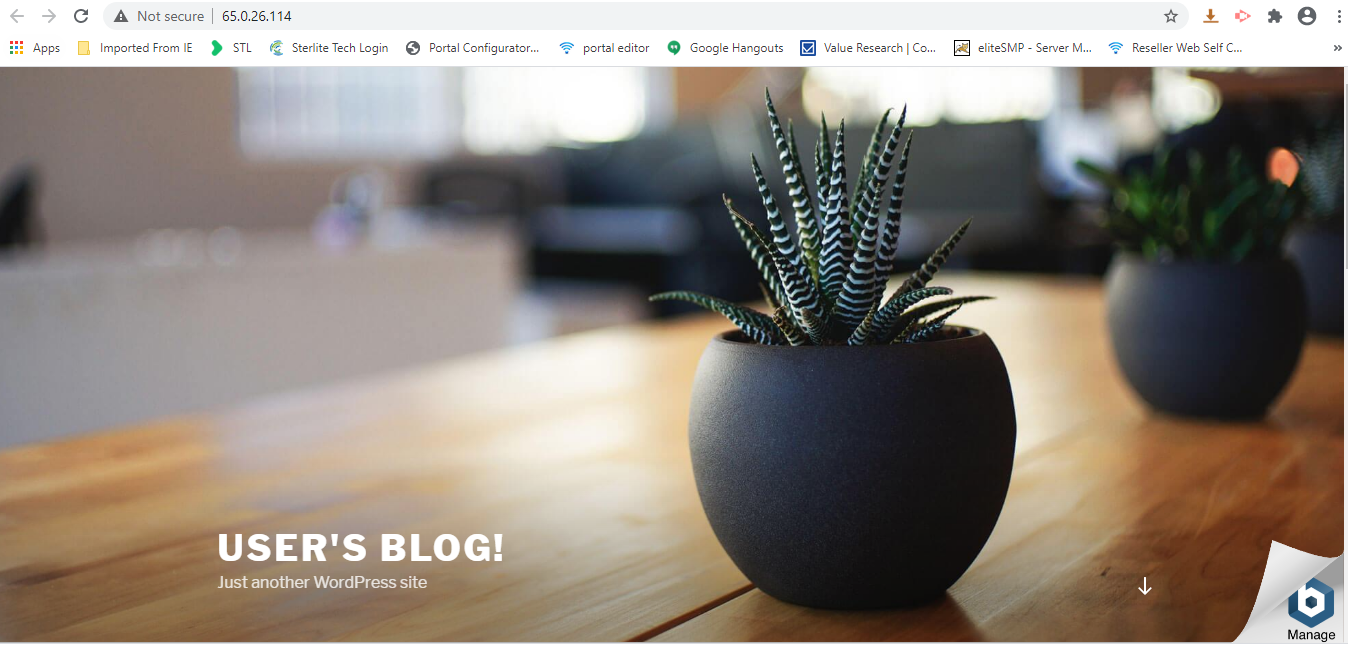 Not secure | 65.0.26.114
Apps Imported From IE STL Sterlite Tech Login Portal Configurator... portal editor Google Hangouts Value Research | Co... eliteSMP - Server M... Reseller Web Self C... »
USER'S BLOG!
Just another WordPress site
Manage